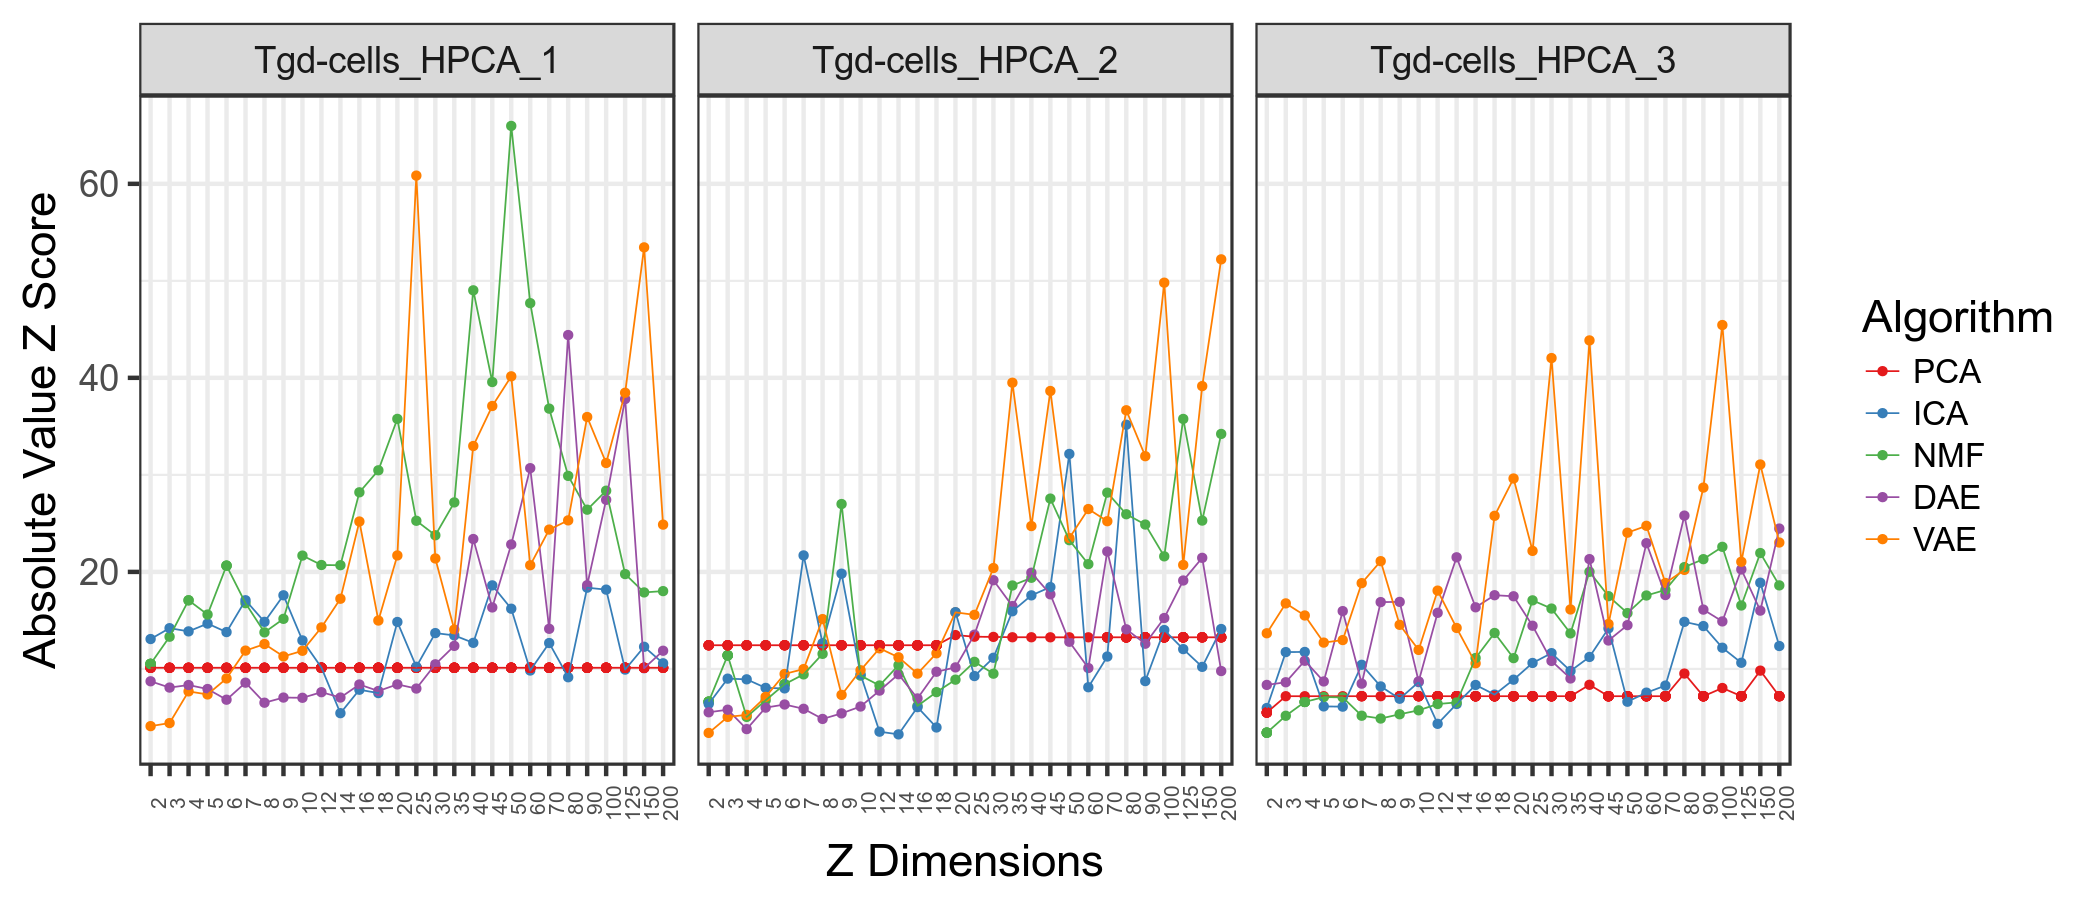 Tgd-cells_HPCA_1 Tgd-cells_HPCA_2 Tgd-cells_HPCA_3
Absolute Value Z Score
60
40
20
2 3 4 5 6 7 8 9 10 12 14 16 18 20 25 30 35 40 45 50 60 70 80 90 100 125 150 200
2 3 4 5 6 7 8 9 10 12 14 16 18 20 25 30 35 40 45 50 60 70 80 90 100 125 150 200
2 3 4 5 6 7 8 9 10 12 14 16 18 20 25 30 35 40 45 50 60 70 80 90 100 125 150 200
Z Dimensions
Algorithm
PCA
ICA
NMF
DAE
VAE